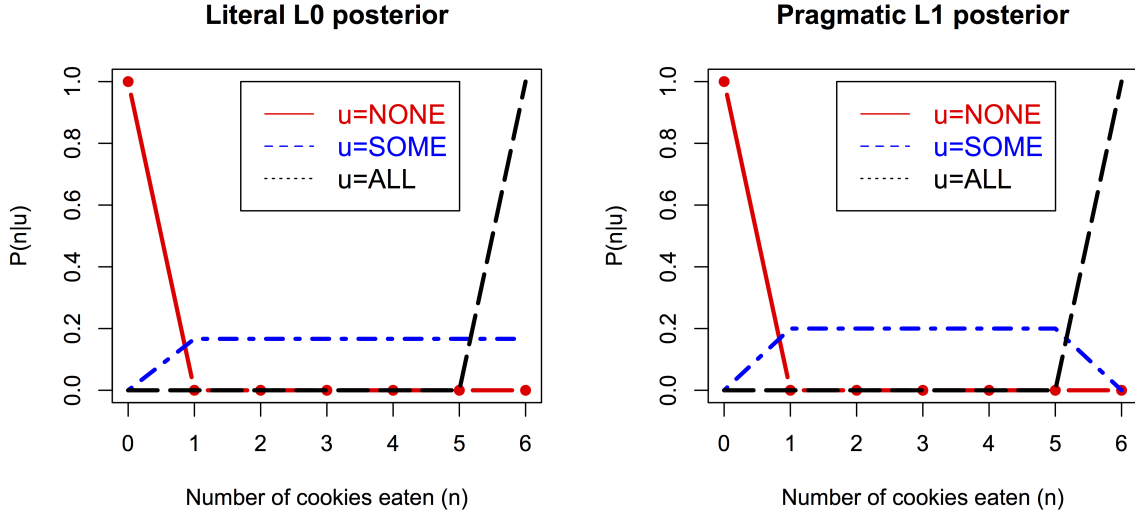 Literal L0 posterior
P(n|u)
1.0
0.8
0.6
0.4
0.2
0.0
u=NONE
u=SOME
u=ALL
0 1 2 3 4 5 6
Number of cookies eaten (n)
Pragmatic L1 posterior
P(n|u)
1.0
0.8
0.6
0.4
0.2
0.0
u=NONE
u=SOME
u=ALL
0 1 2 3 4 5 6
Number of cookies eaten (n)